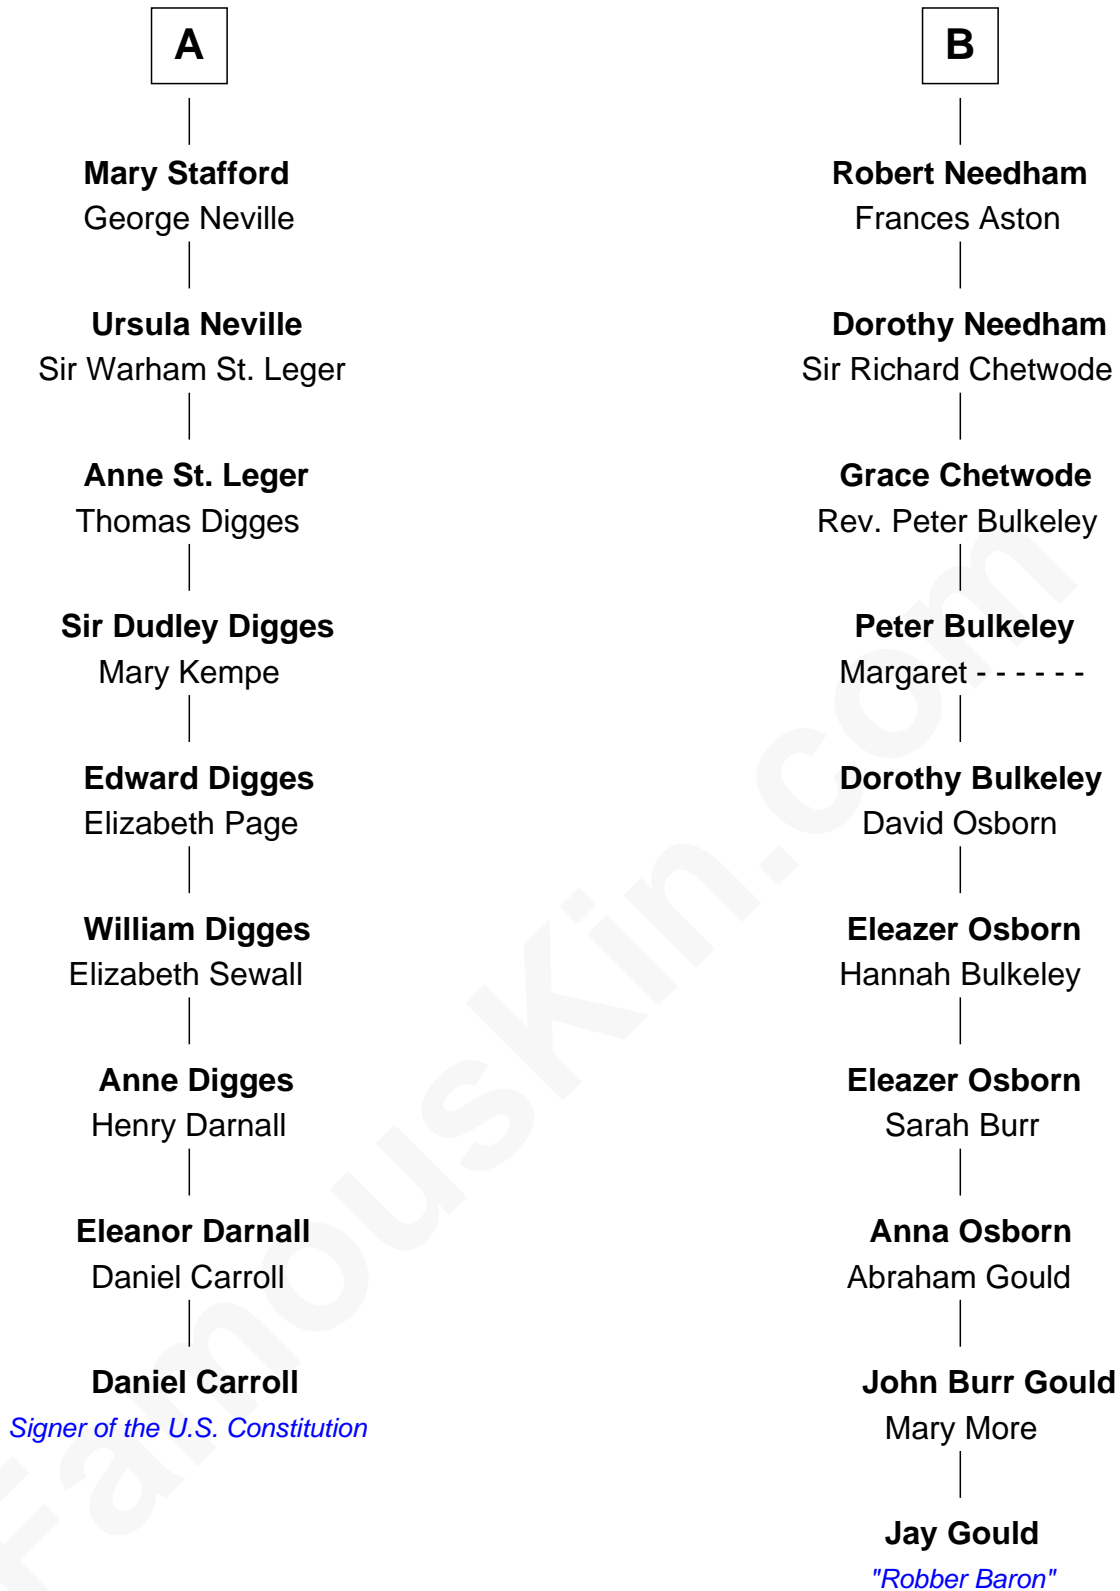 A
Mary Stafford
George Neville
Ursula Neville
Sir Warham St. Leger
Anne St. Leger
Thomas Digges
Sir Dudley Digges
Mary Kempe
Edward Digges
Elizabeth Page
William Digges
Elizabeth Sewall
Anne Digges
Henry Darnall
Eleanor Darnall
Daniel Carroll
Daniel Carroll
Signer of the U.S. Constitution
B
Robert Needham
Frances Aston
Dorothy Needham
Sir Richard Chetwode
Grace Chetwode
Rev. Peter Bulkeley
Peter Bulkeley
Margaret - - - - - -
Dorothy Bulkeley
David Osborn
Eleazer Osborn
Hannah Bulkeley
Eleazer Osborn
Sarah Burr
Anna Osborn
Abraham Gould
John Burr Gould
Mary More
Jay Gould
"Robber Baron"
FamousKin.com